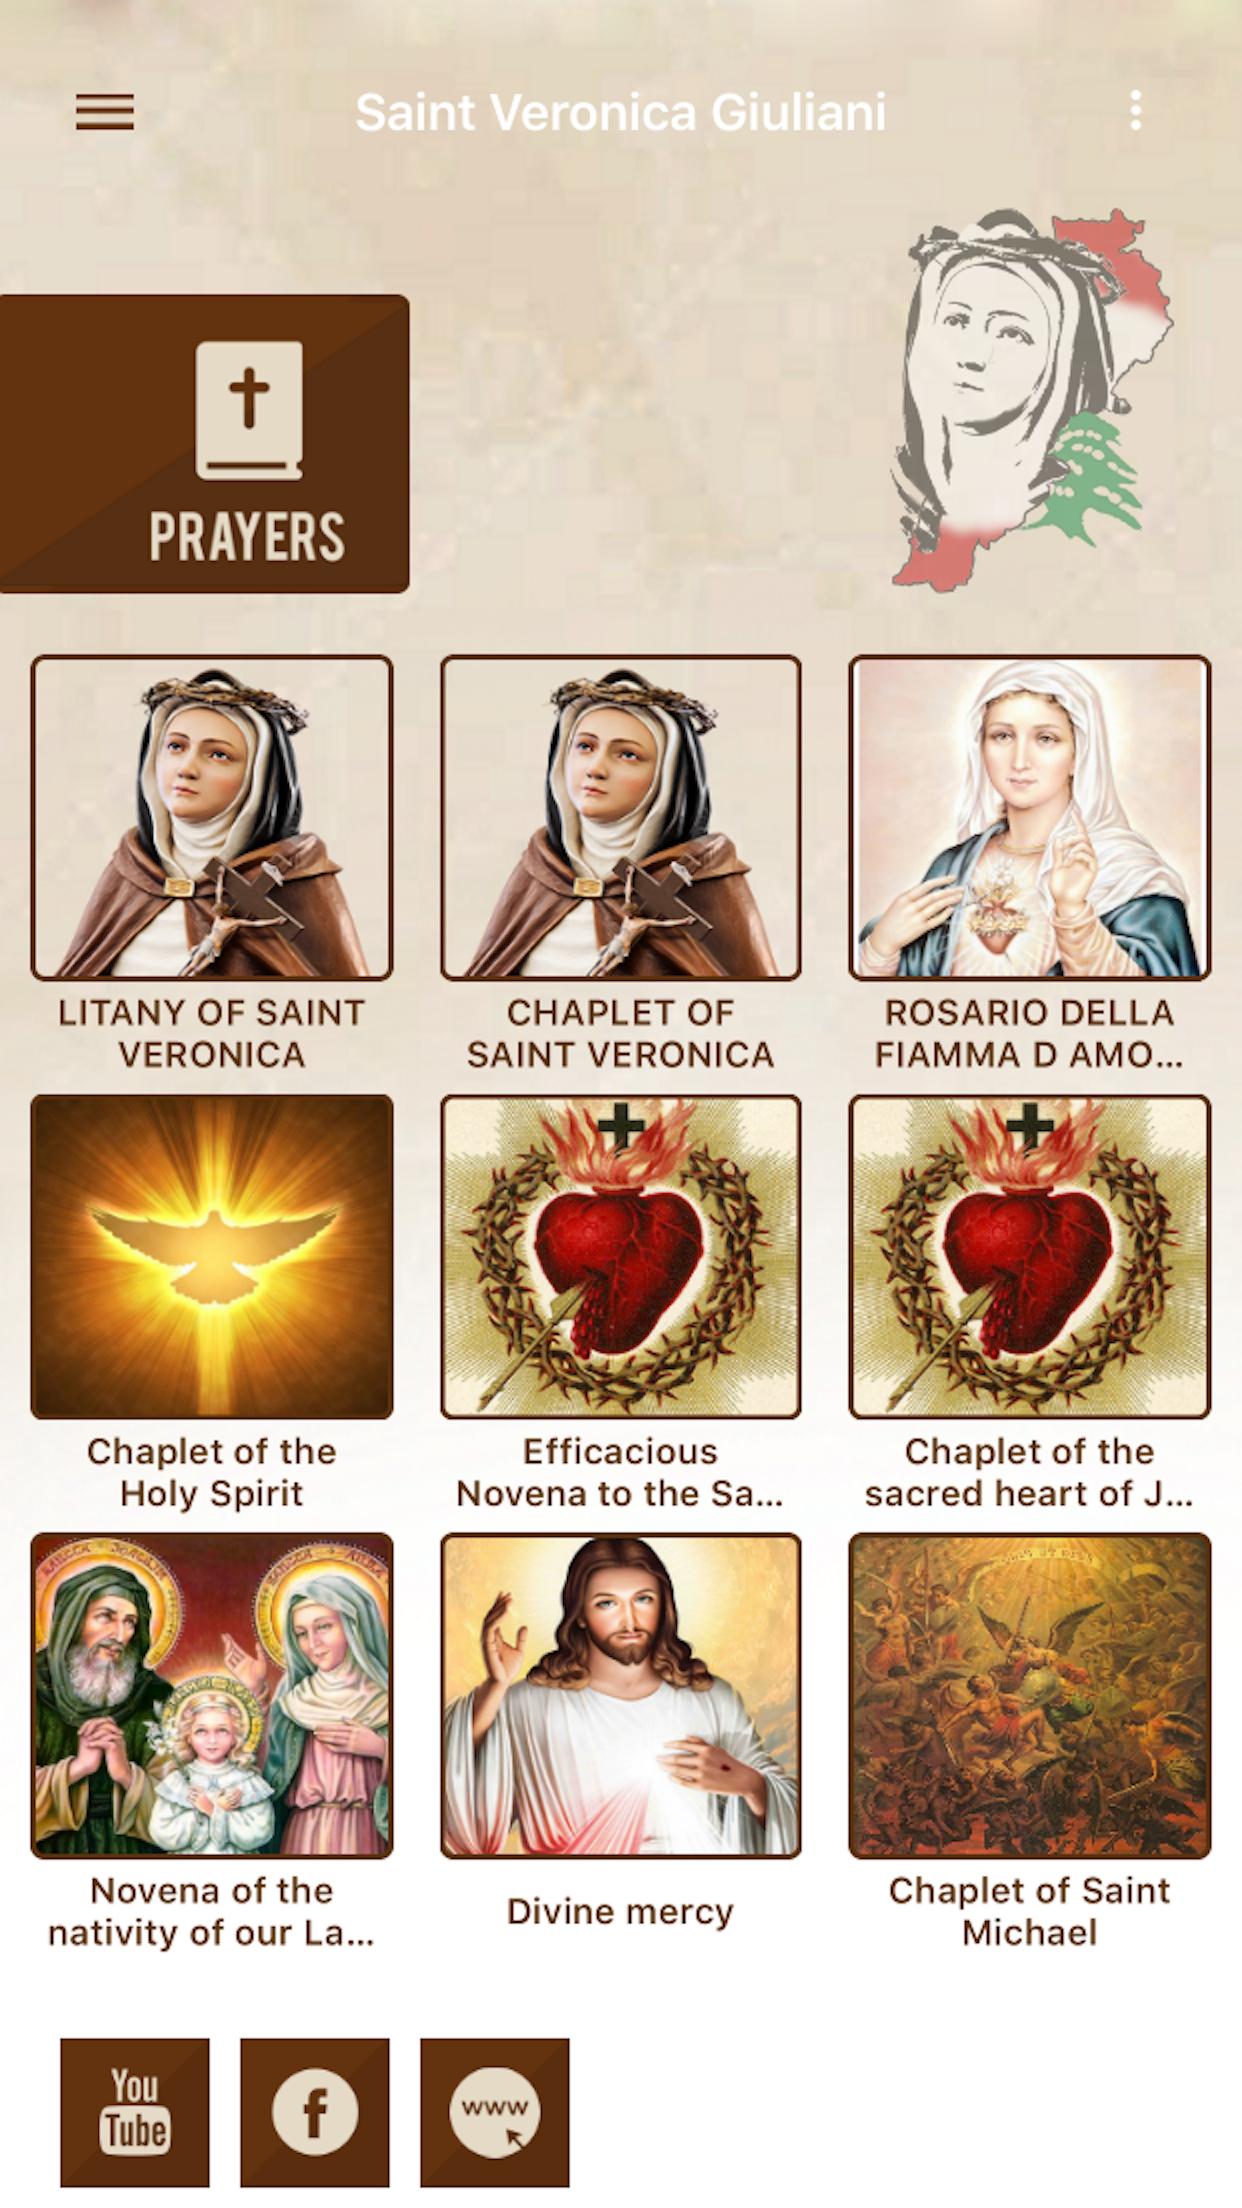 Saint Veronica Giuliani
PRAYERS
LITANY OF SAINT
VERONICA
CHAPLET OF
SAINT VERONICA
ROSARIO DELLA
FIAMMA D AMO...
Chaplet of the
Holy Spirit
Efficacious
Novena to the Sa...
Chaplet of the
sacred heart of J...
Novena of the
nativity of our La...
Divine mercy
Chaplet of Saint
Michael
You
Tube
f
www